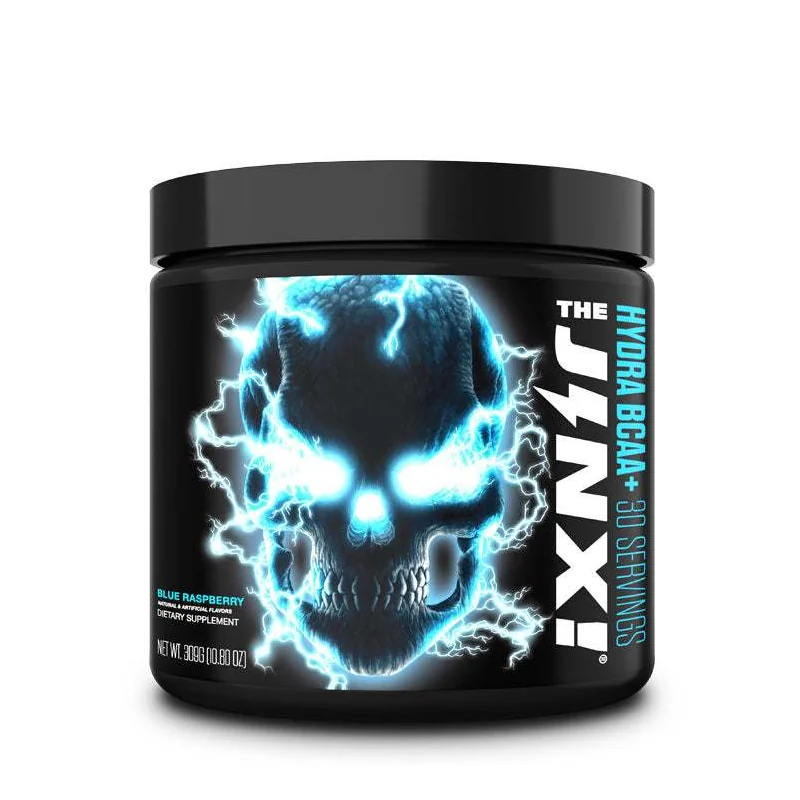 THE
JINX!®
HYDRA BCAA+ 30 SERVINGS
BLUE RASPBERRY
NATURAL & ARTIFICIAL FLAVORS
DIETARY SUPPLEMENT
NET WT. 309G (10.80 OZ)